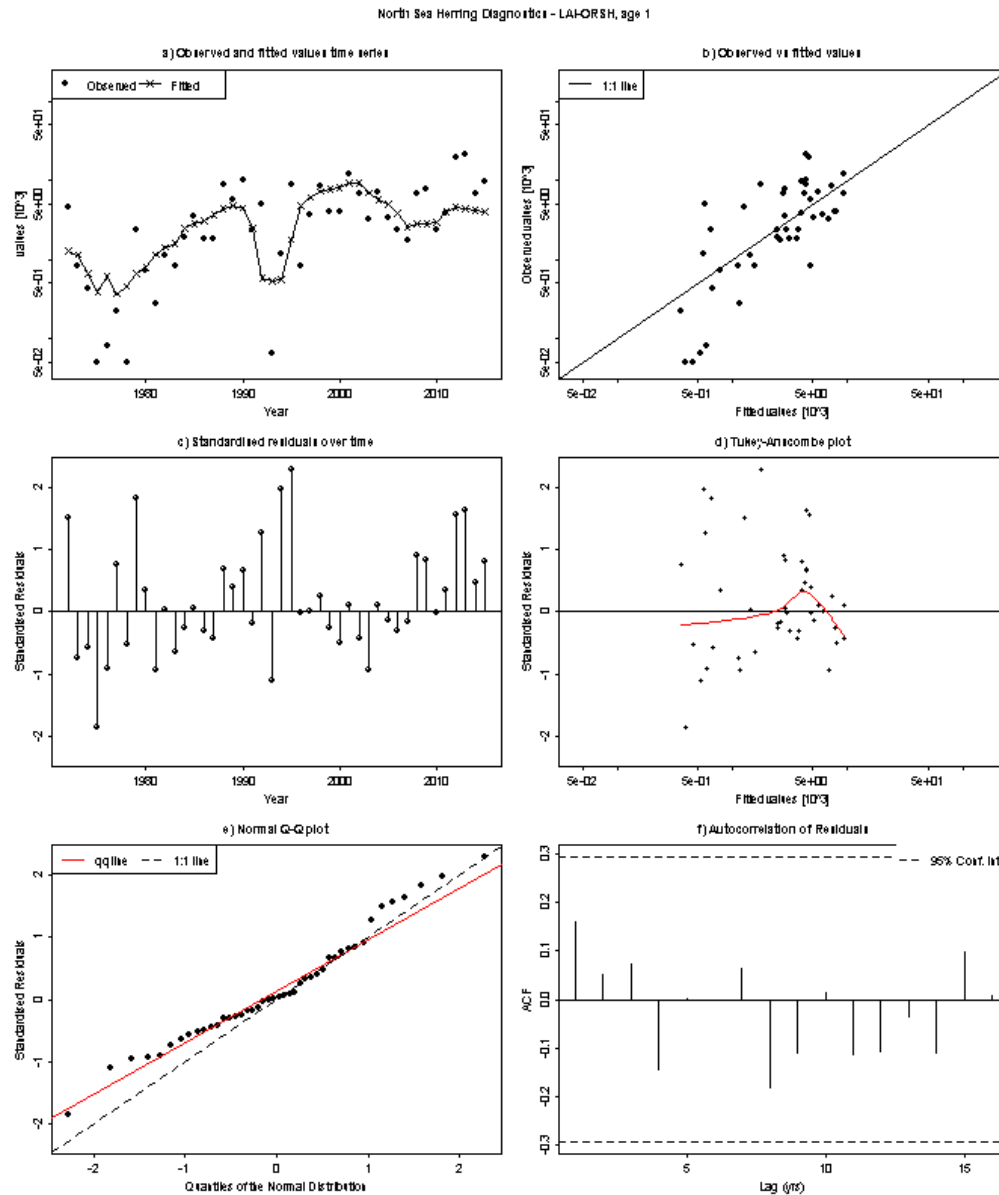 North Sea Herring Diagnostics - LAI-ORSH, age 1
a) Observed and fitted values time series
Observed Fitted
5e+01
5e+00
5e-01
5e-02
values [10^3]
1980 1990 2000 2010
Year
b) Observed vs fitted values
1:1 line
5e+01
5e+00
5e-01
5e-02
Observed values [10^3]
5e-02 5e-01 5e+00 5e+01
Fitted values [10^3]
c) Standardised residuals over time
2
1
0
-1
-2
Standardised Residuals
1980 1990 2000 2010
Year
d) Tukey-Anscombe plot
2
1
0
-1
-2
Standardised Residuals
5e-02 5e-01 5e+00 5e+01
Fitted values [10^3]
e) Normal Q-Q plot
qq line 1:1 line
2
1
0
-1
-2
Standardised Residuals
-2 -1 0 1 2
Quantiles of the Normal Distribution
f) Autocorrelation of Residuals
95% Conf. Int
0.3
0.2
0.1
0.0
-0.1
-0.2
-0.3
ACF
5 10 15
Lag (yrs)